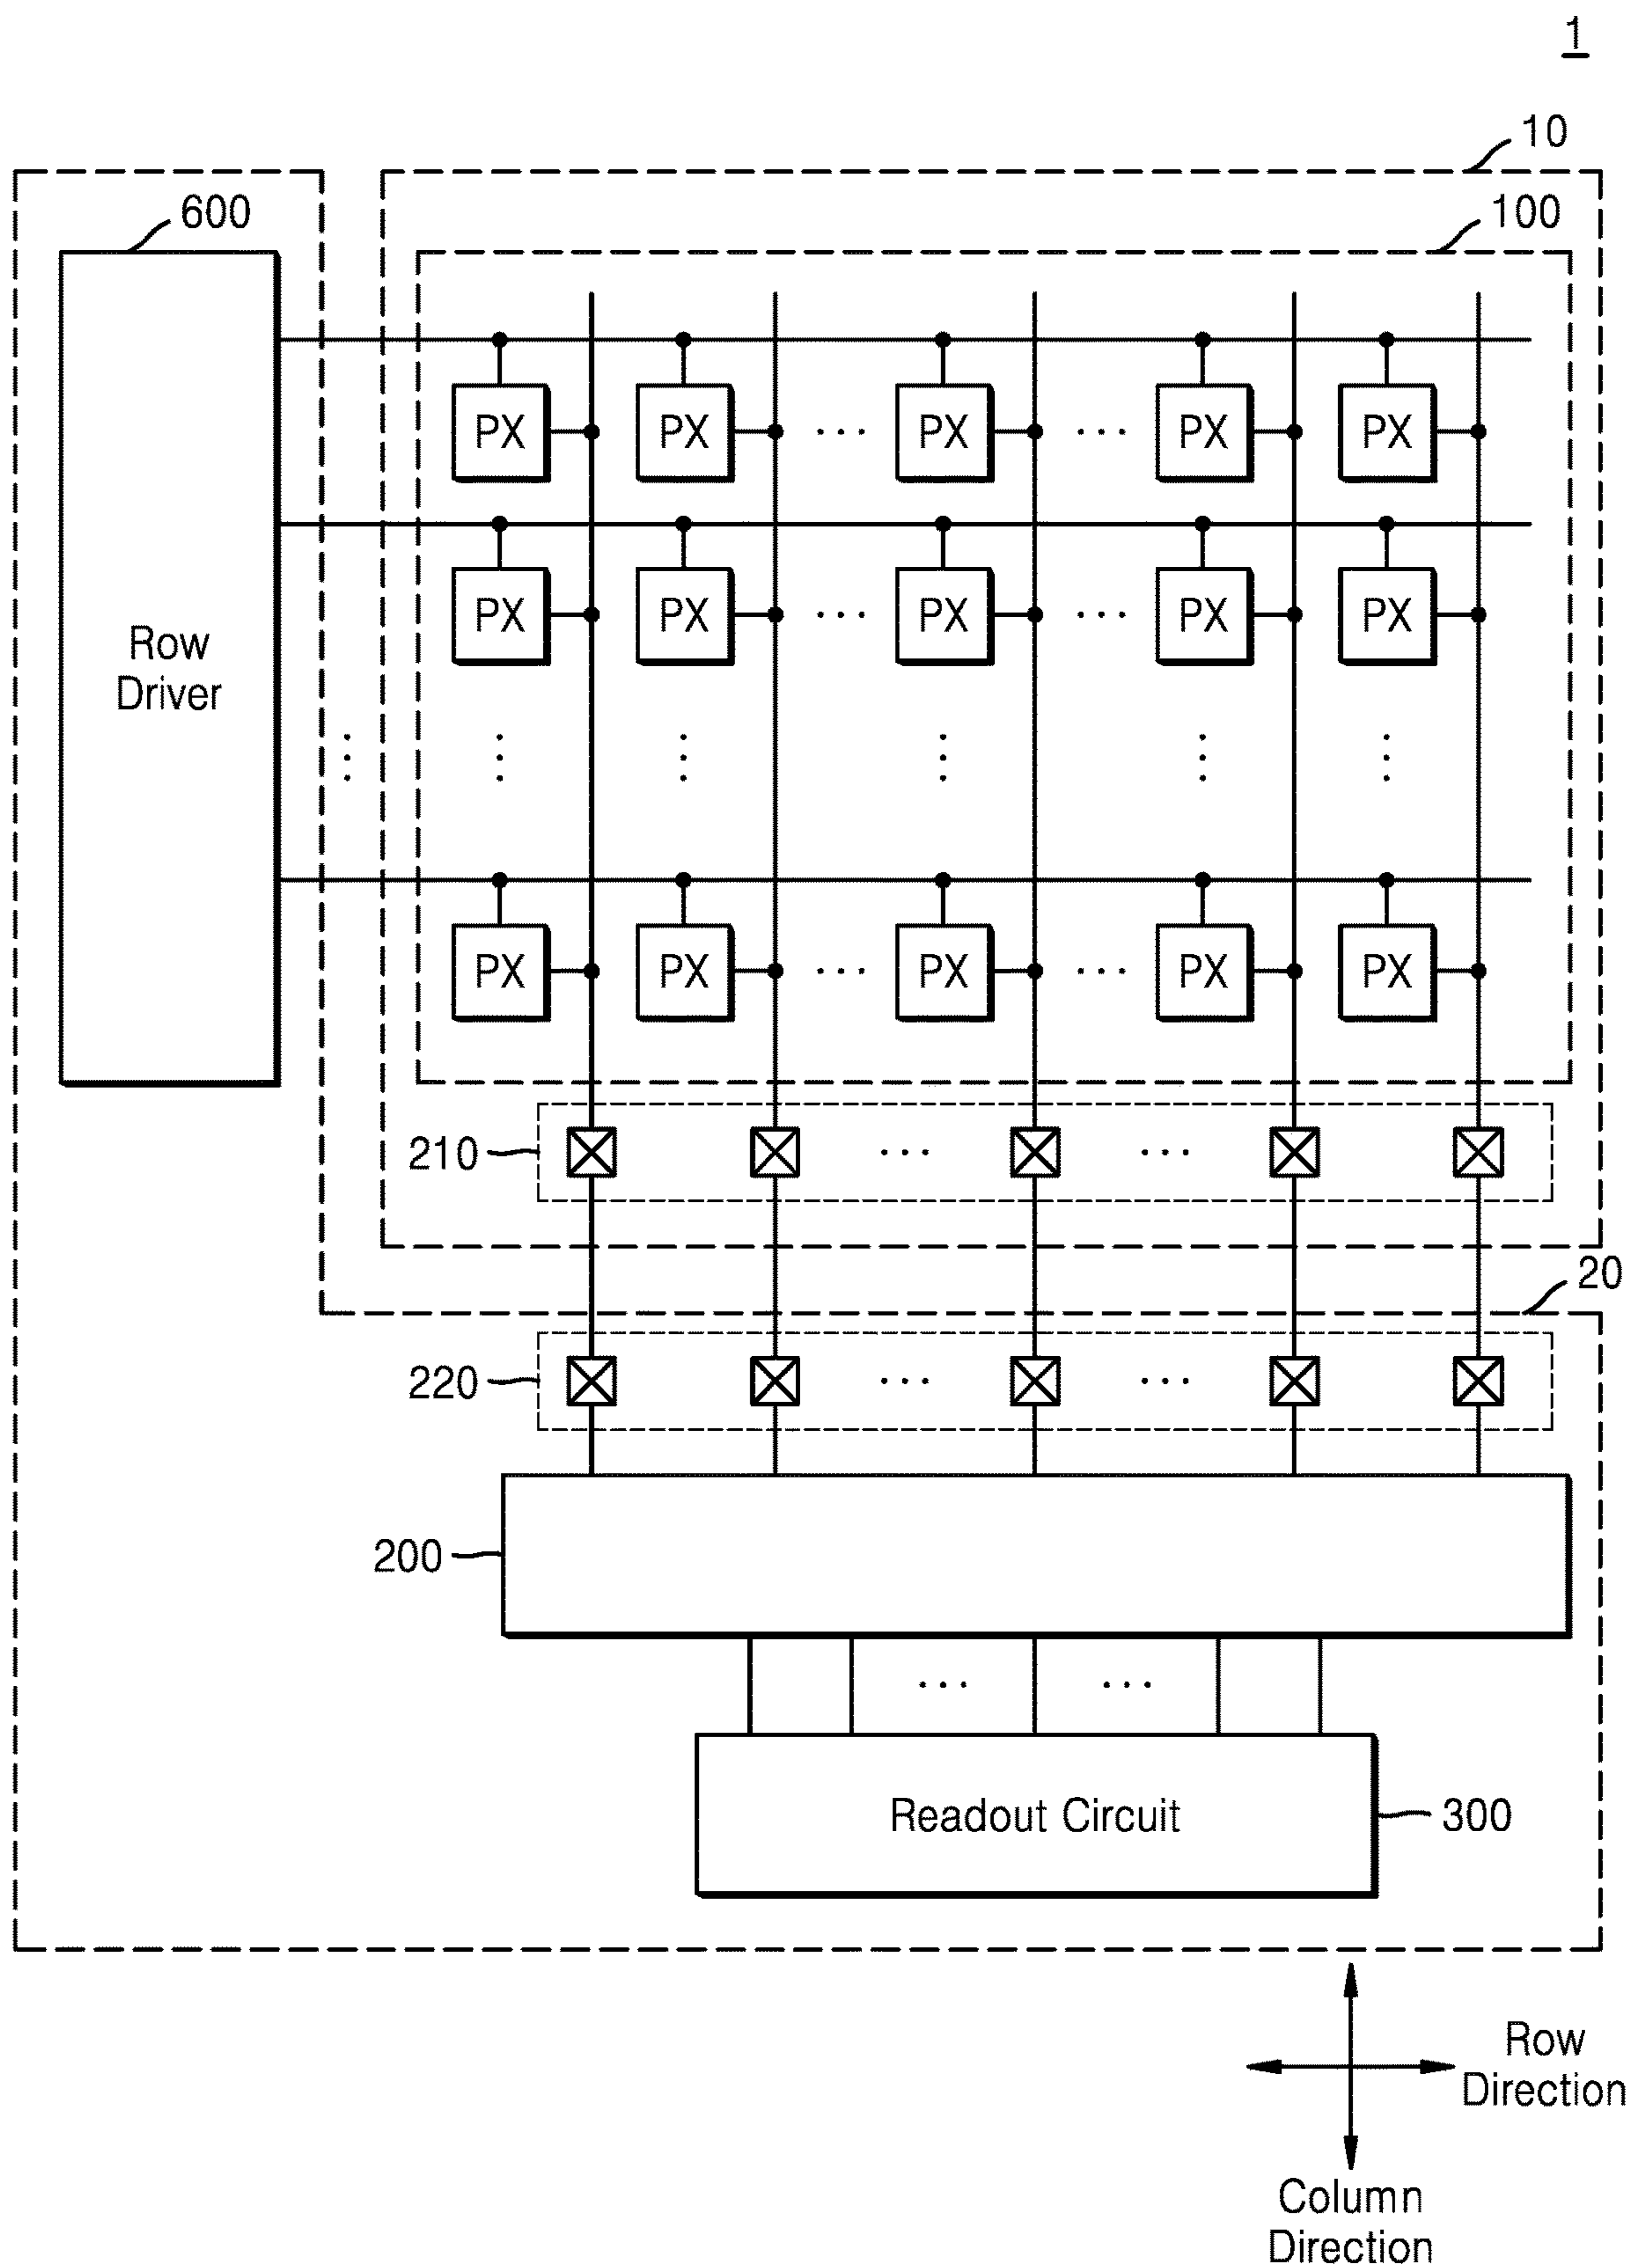 1
10
600
100
PX PX ... PX ... PX PX
PX PX ... PX ... PX PX
Row
Driver
PX PX ... PX ... PX PX
210
...
...
20
220
...
...
200
...
...
Readout Circuit
300
Row
Direction
Column
Direction